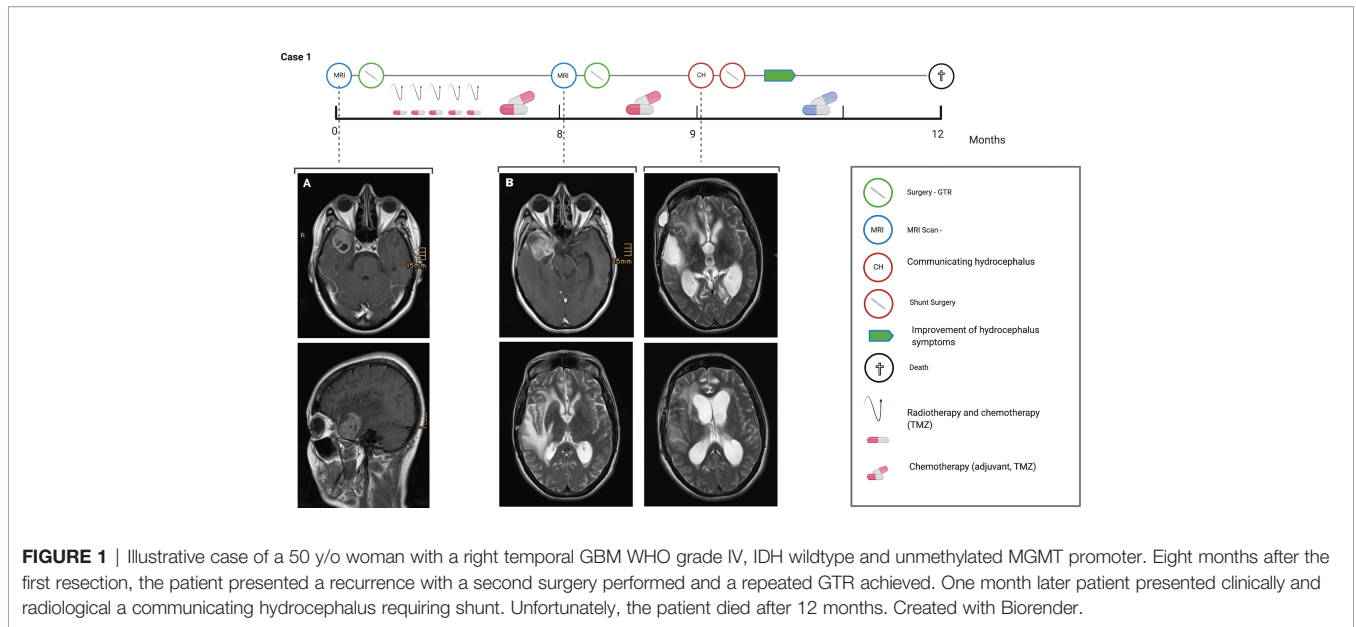 Case 1
MRI
MRI
CH
0
8
9
12
Months
A
R
15mm
B
15mm
Surgery - GTR
MRI
MRI Scan -
CH
Communicating hydrocephalus
Shunt Surgery
Improvement of hydrocephalus
symptoms
Death
Radiotherapy and chemotherapy
(TMZ)
Chemotherapy (adjuvant, TMZ)
FIGURE 1 | Illustrative case of a 50 y/o woman with a right temporal GBM WHO grade IV, IDH wildtype and unmethylated MGMT promoter. Eight months after the
first resection, the patient presented a recurrence with a second surgery performed and a repeated GTR achieved. One month later patient presented clinically and
radiological a communicating hydrocephalus requiring shunt. Unfortunately, the patient died after 12 months. Created with Biorender.